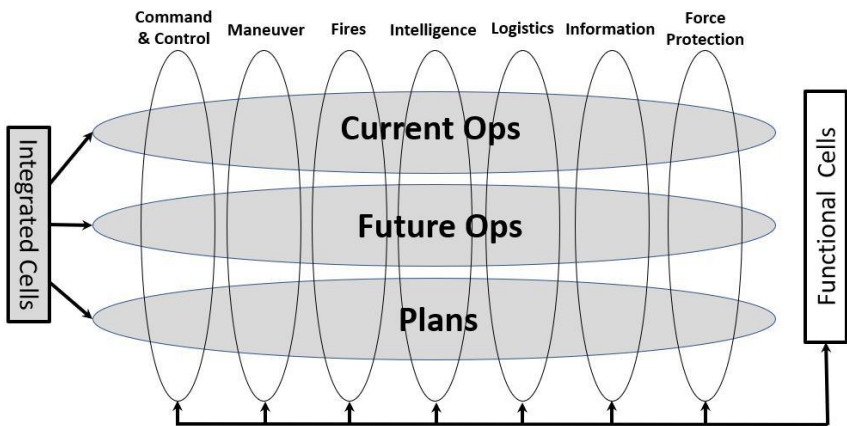 Command
& Control
Maneuver
Fires
Intelligence
Logistics
Information
Force
Protection
Integrated Cells
Current Ops
Future Ops
Plans
Functional Cells